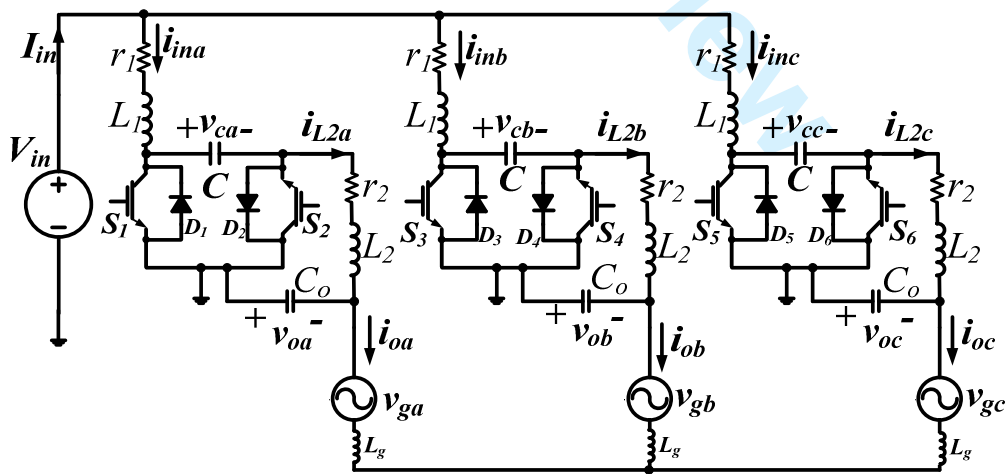 iew
I_in r_1 i_ina r_1 i_inb r_1 i_inc
L_1 L_1 L_1
+ v_ca - i_L2a + v_cb - i_L2b + v_cc - i_L2c
V_in
+ C r_2 C r_2 C r_2
-
S_1 D_1 D_2 S_2 S_3 D_3 D_4 S_4 S_5 D_5 D_6 S_6
L_2 L_2 L_2
C_o C_o C_o
+ v_oa - i_oa + v_ob - i_ob + v_oc - i_oc
v_ga v_gb v_gc
L_g L_g L_g